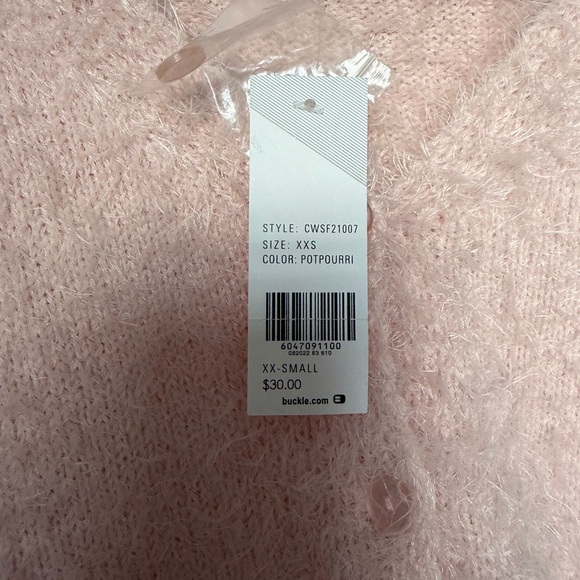 STYLE: CWSF21007
SIZE: XXS
COLOR: POTPOURRI
6047091100
082022 63 610
XX-SMALL
$30.00
buckle.com